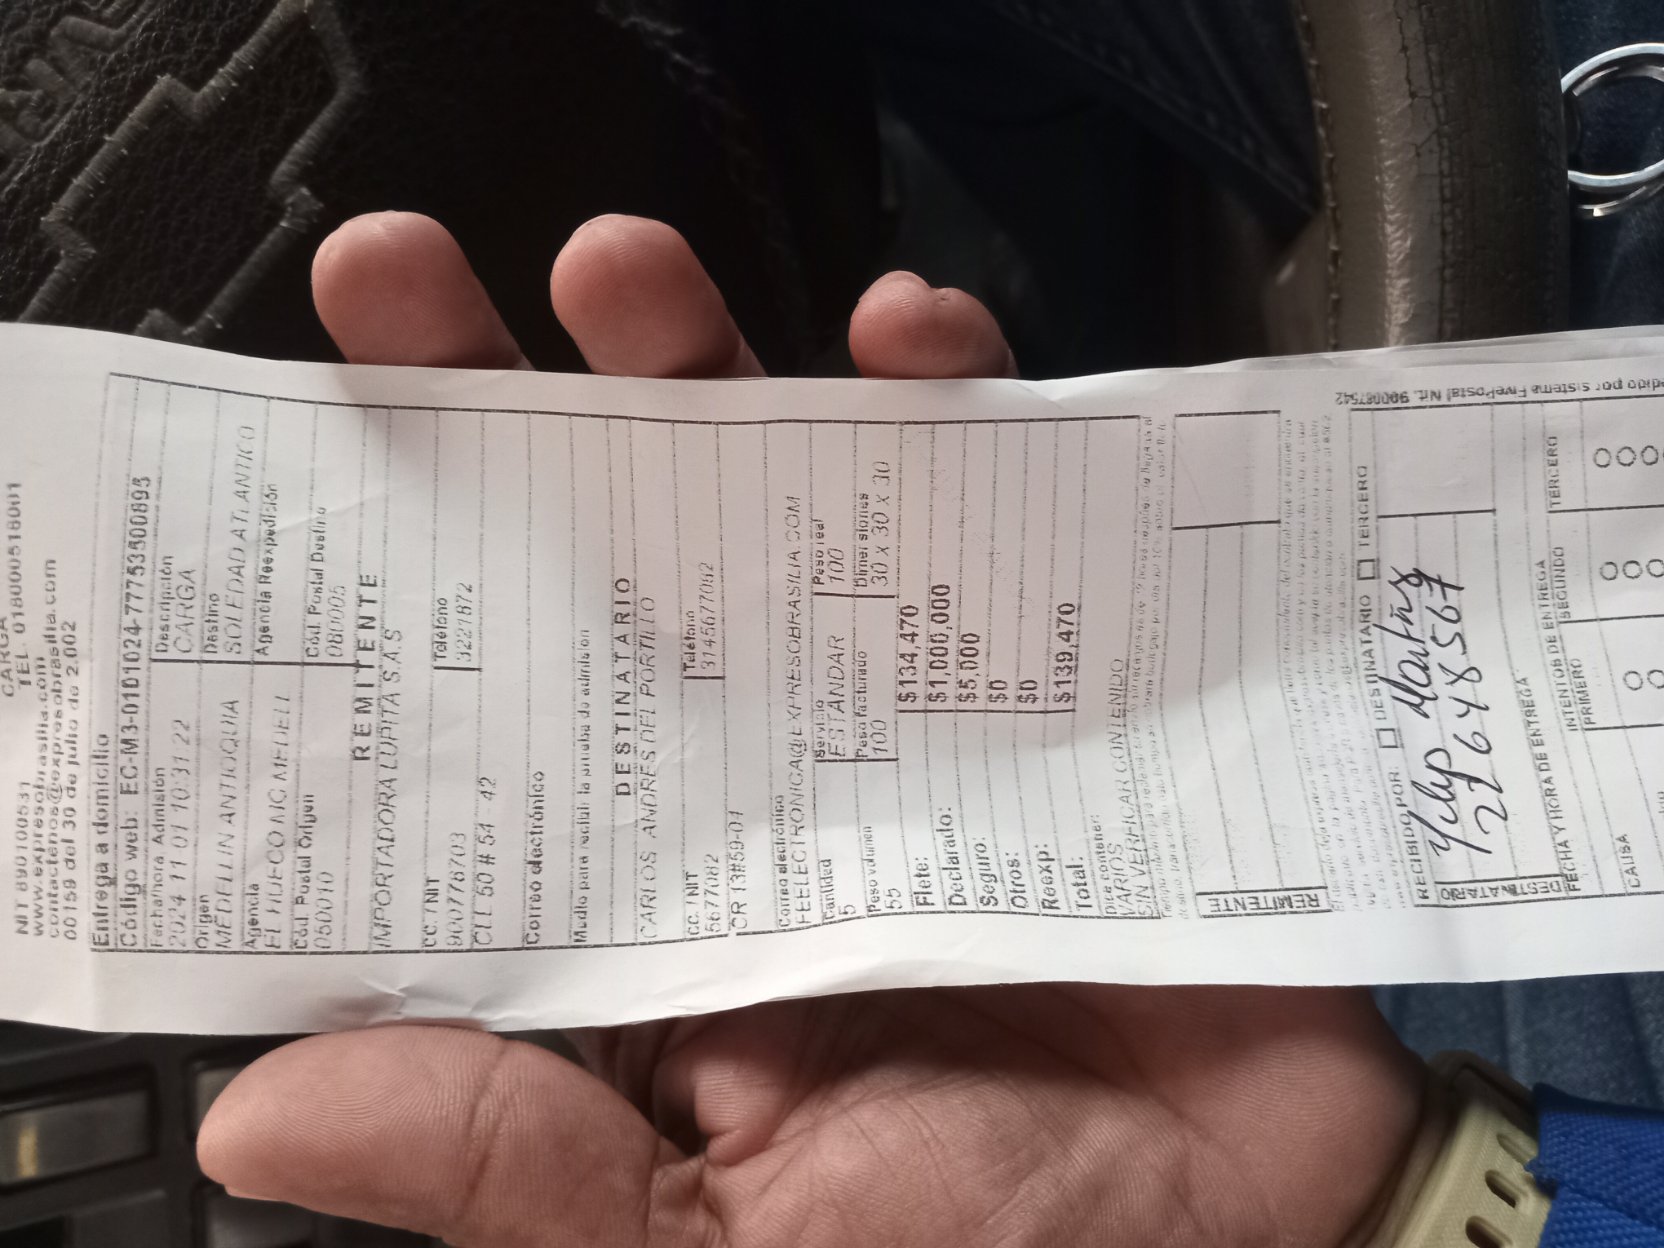 CARGA
NIT 890100531 TEL. 018000518001
www.expresobrasilia.com
contactenos@expresobrasilia.com
00159 del 30 de julio de 2.002
Entrega a domicilio
Código web: EC-M3-0101024-77753500895
Fecha/hora Admisión Descripción
2024 11 01 10:31:22 CARGA
Origen Destino
MEDELLIN ANTIOQUIA SOLEDAD ATLANTICO
Agencia Agencia Reexpedición
EL HUECO NG MEDELL
Cód. Postal Origen Cód. Postal Destino
050010 080005
REMITENTE
IMPORTADORA LUPITA S.A.S
CC. / NIT Teléfono
900778703 3221872
CLL 50 # 54 42
Correo electrónico
Medio para recibir la prueba de admisión
DESTINATARIO
CARLOS ANDRES DEL PORTILLO
CC. / NIT Teléfono
5677082 3145677082
CR 13#59-01
Correo electrónico
FEELECTRONICA@EXPRESOBRASILIA.COM
Cantidad Servicio Peso real
5 ESTANDAR 100
Peso volumen Peso facturado Dimensiones
55 100 30 X 30 X 30
Flete: $134,470
Declarado: $1,000,000
Seguro: $5,000
Otros: $0
Reexp: $0
Total: $139,470
Dice contener:
VARIOS
SIN VERIFICAR CONTENIDO
REMITENTE
RECIBIDO POR: DESTINATARIO TERCERO
22648567
DESTINATARIO
FECHA Y HORA DE ENTREGA
INTENTOS DE ENTREGA
PRIMERO SEGUNDO TERCERO
CAUSA
por sistema FivePostal Nit. 900087542